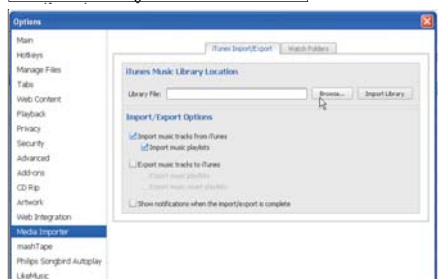 Options
Main
Hotkeys
Manage Files
Tabs
Web Content
Playback
Privacy
Security
Advanced
Add-ons
CD Rip
Artwork
Web Integration
Media Importer
mashTape
Philips Songbird Autoplay
LikeMusic
iTunes Import/Export
Watch Folders
iTunes Music Library Location
Library File:
Browse...
Import Library
Import/Export Options
Import music tracks from iTunes
Import music playlists
Export music tracks to iTunes
Export music playlists
Export music smart playlists
Show notifications when the import/export is complete